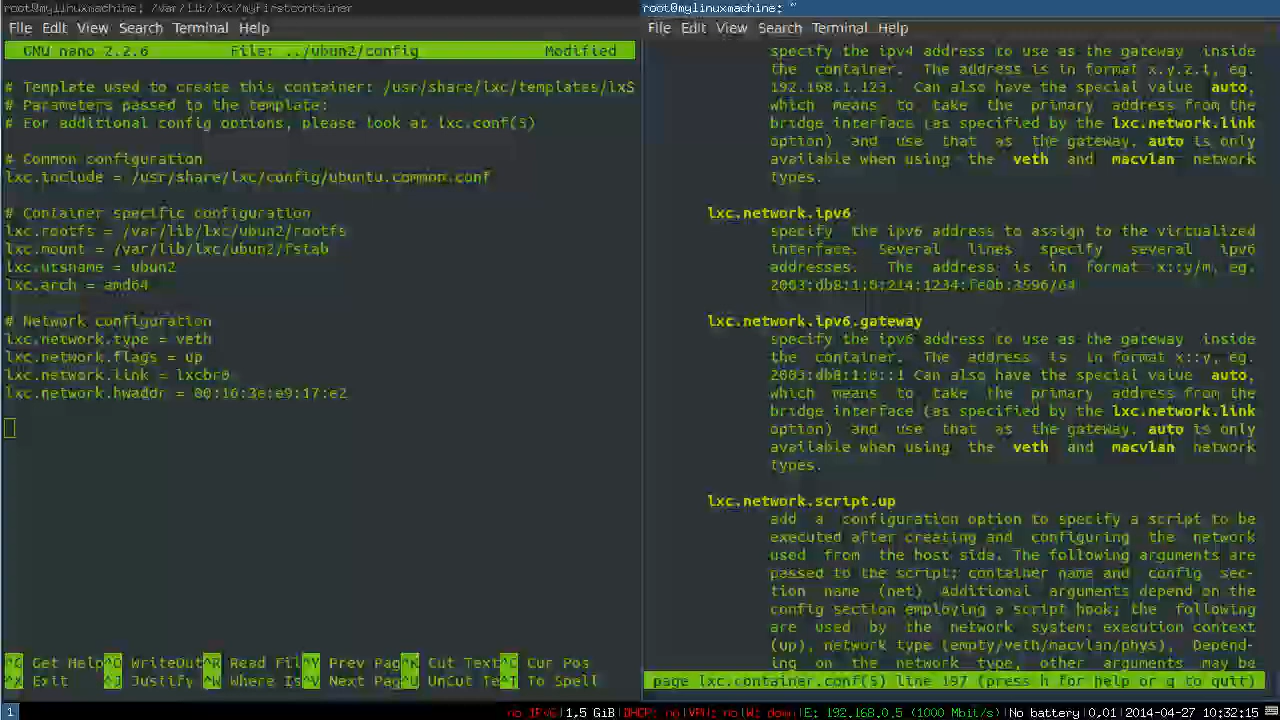 root@mylinuxmachine: /var/lib/lxc/myfirstcontainer
File Edit View Search Terminal Help
GNU nano 2.2.6 File: ../ubun2/config Modified
# Template used to create this container: /usr/share/lxc/templates/lx$
# Parameters passed to the template:
# For additional config options, please look at lxc.conf(5)
# Common configuration
lxc.include = /usr/share/lxc/config/ubuntu.common.conf
# Container specific configuration
lxc.rootfs = /var/lib/lxc/ubun2/rootfs
lxc.mount = /var/lib/lxc/ubun2/fstab
lxc.utsname = ubun2
lxc.arch = amd64
# Network configuration
lxc.network.type = veth
lxc.network.flags = up
lxc.network.link = lxcbr0
lxc.network.hwaddr = 00:16:3e:e9:17:e2
^G Get Help ^O WriteOut ^R Read Fil ^Y Prev Pag ^K Cut Text ^C Cur Pos
^X Exit ^J Justify ^W Where Is ^V Next Pag ^U UnCut Te ^T To Spell
root@mylinuxmachine: ~
File Edit View Search Terminal Help
specify the ipv4 address to use as the gateway inside
the container. The address is in format x.y.z.t, eg.
192.168.1.123. Can also have the special value auto,
which means to take the primary address from the
bridge interface (as specified by the lxc.network.link
option) and use that as the gateway. auto is only
available when using the veth and macvlan network
types.
lxc.network.ipv6
specify the ipv6 address to assign to the virtualized
interface. Several lines specify several ipv6
addresses. The address is in format x::y/m, eg.
2003:db8:1:0:214:1234:fe0b:3596/64
lxc.network.ipv6.gateway
specify the ipv6 address to use as the gateway inside
the container. The address is in format x::y, eg.
2003:db8:1:0::1 Can also have the special value auto,
which means to take the primary address from the
bridge interface (as specified by the lxc.network.link
option) and use that as the gateway. auto is only
available when using the veth and macvlan network
types.
lxc.network.script.up
add a configuration option to specify a script to be
executed after creating and configuring the network
used from the host side. The following arguments are
passed to the script: container name and config sec-
tion name (net) Additional arguments depend on the
config section employing a script hook; the following
are used by the network system: execution context
(up), network type (empty/veth/macvlan/phys), Depend-
ing on the network type, other arguments may be
page lxc.container.conf(5) line 197 (press h for help or q to quit)
1 no IPv6|1,5 GiB|DHCP: no|VPN: no|W: down|E: 192.168.0.5 (1000 Mbit/s)|No battery|0,01|2014-04-27 10:32:15